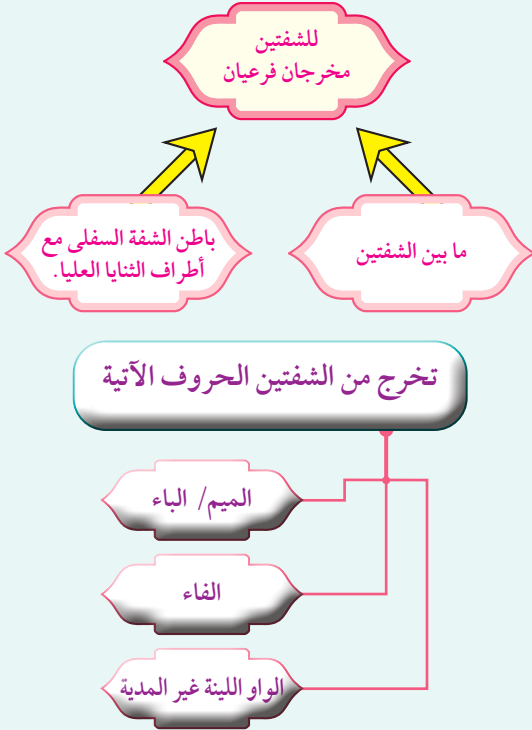 للشفتين
مخرجان فرعيان
ما بين الشفتين
باطن الشفة السفلى مع
أطراف الثنايا العليا.
تخرج من الشفتين الحروف الآتية
الميم/ الباء
الفاء
الواو اللينة غير المدية